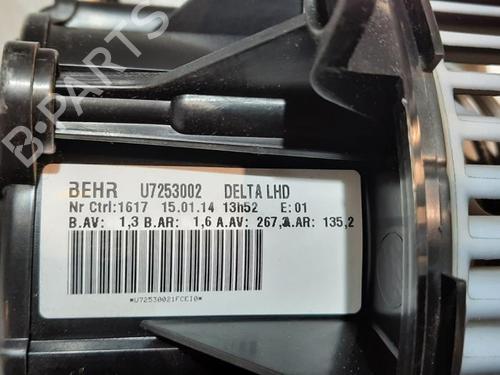 B-PARTS
BEHR U7253002 DELTA LHD
Nr Ctrl:1617 15.01.14 13h52 E:01
B.AV: 1,3 B.AR: 1,6 A.AV: 267,3 A.AR: 135,2
*U72530021FCEI0*